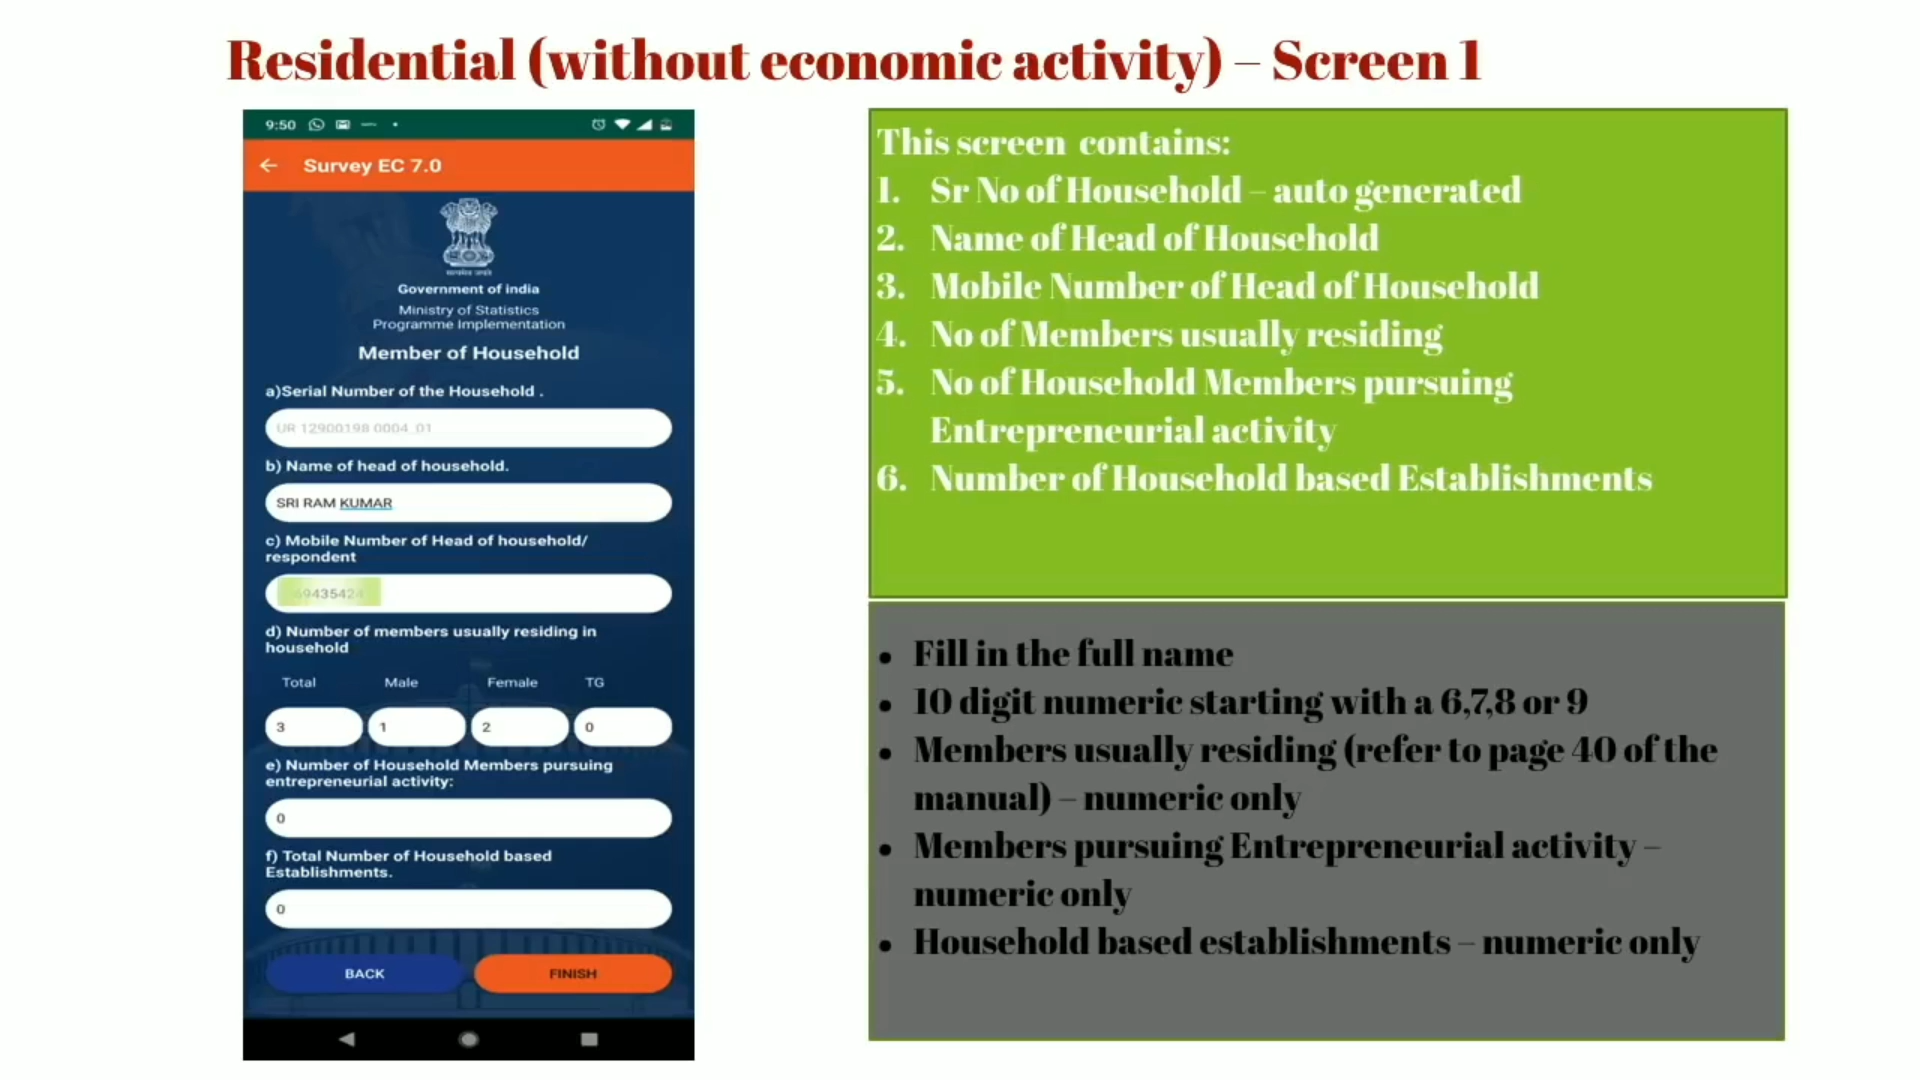 Residential (without economic activity) – Screen 1
9:50
Survey EC 7.0
Government of india
Ministry of Statistics
Programme Implementation
Member of Household
a)Serial Number of the Household .
UR 12900198 0004_01
b) Name of head of household.
SRI RAM KUMAR
c) Mobile Number of Head of household/
respondent
d) Number of members usually residing in
household
Total Male Female TG
3 1 2 0
e) Number of Household Members pursuing
entrepreneurial activity:
0
f) Total Number of Household based
Establishments.
0
BACK FINISH
This screen contains:
1. Sr No of Household – auto generated
2. Name of Head of Household
3. Mobile Number of Head of Household
4. No of Members usually residing
5. No of Household Members pursuing
Entrepreneurial activity
6. Number of Household based Establishments
• Fill in the full name
• 10 digit numeric starting with a 6,7,8 or 9
• Members usually residing (refer to page 40 of the
manual) – numeric only
• Members pursuing Entrepreneurial activity –
numeric only
• Household based establishments – numeric only